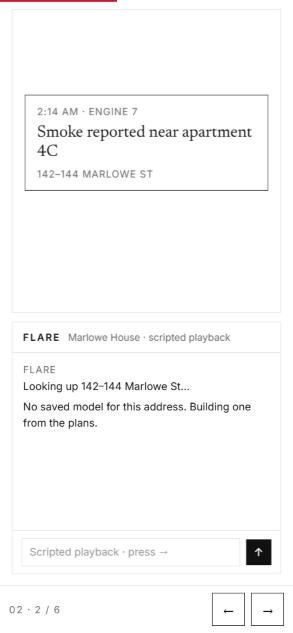 2:14 AM · ENGINE 7
Smoke reported near apartment
4C
142–144 MARLOWE ST
FLARE Marlowe House · scripted playback
FLARE
Looking up 142–144 Marlowe St...
No saved model for this address. Building one
from the plans.
Scripted playback · press → ↑
02 · 2 / 6 ← →